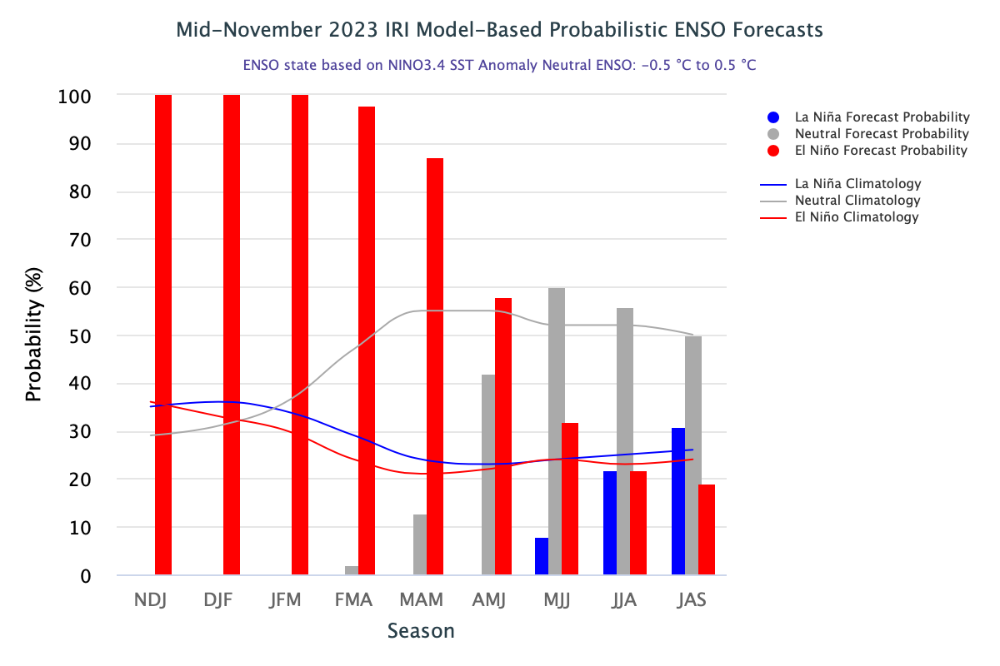 Mid-November 2023 IRI Model-Based Probabilistic ENSO Forecasts
ENSO state based on NINO3.4 SST Anomaly Neutral ENSO: -0.5 °C to 0.5 °C
Probability (%)
100
90
80
70
60
50
40
30
20
10
0
NDJ DJF JFM FMA MAM AMJ MJJ JJA JAS
Season
La Niña Forecast Probability
Neutral Forecast Probability
El Niño Forecast Probability
La Niña Climatology
Neutral Climatology
El Niño Climatology